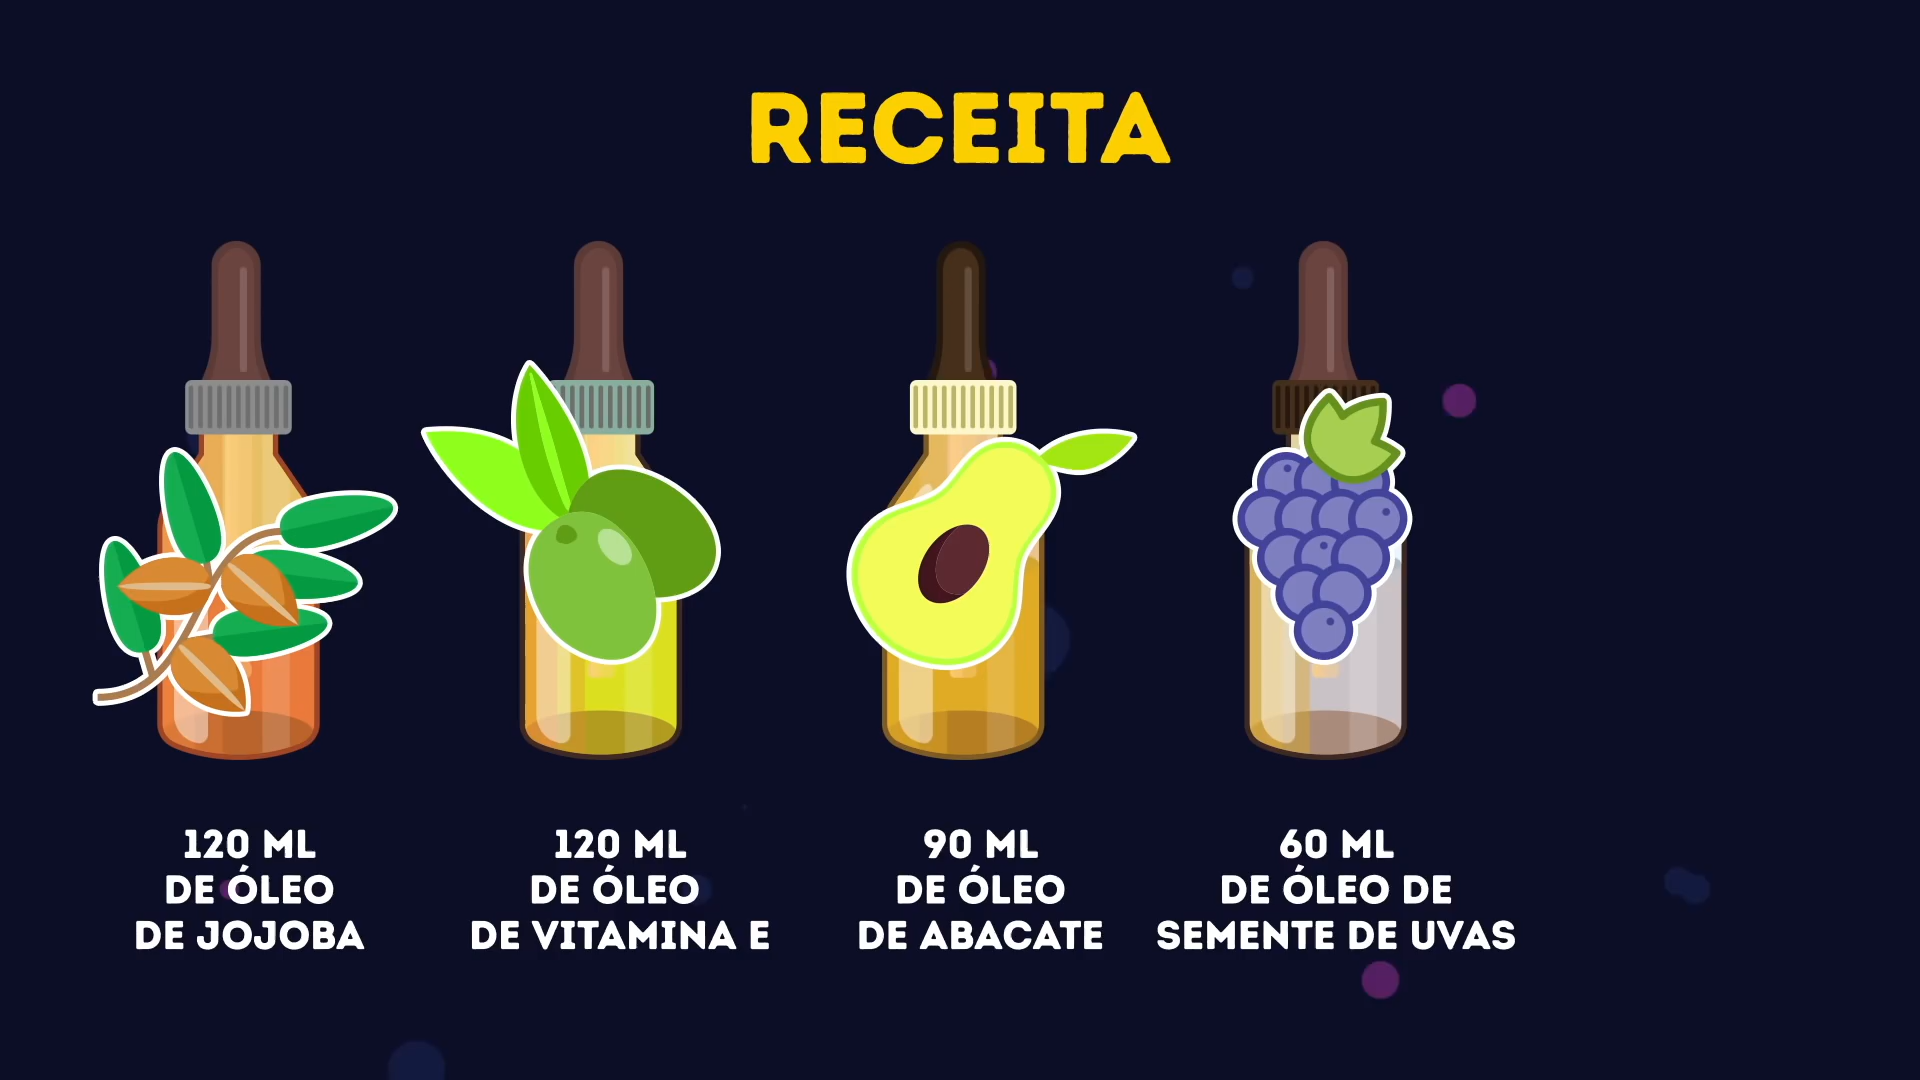 RECEITA
120 ML
DE ÓLEO
DE JOJOBA
120 ML
DE ÓLEO
DE VITAMINA E
90 ML
DE ÓLEO
DE ABACATE
60 ML
DE ÓLEO DE
SEMENTE DE UVAS